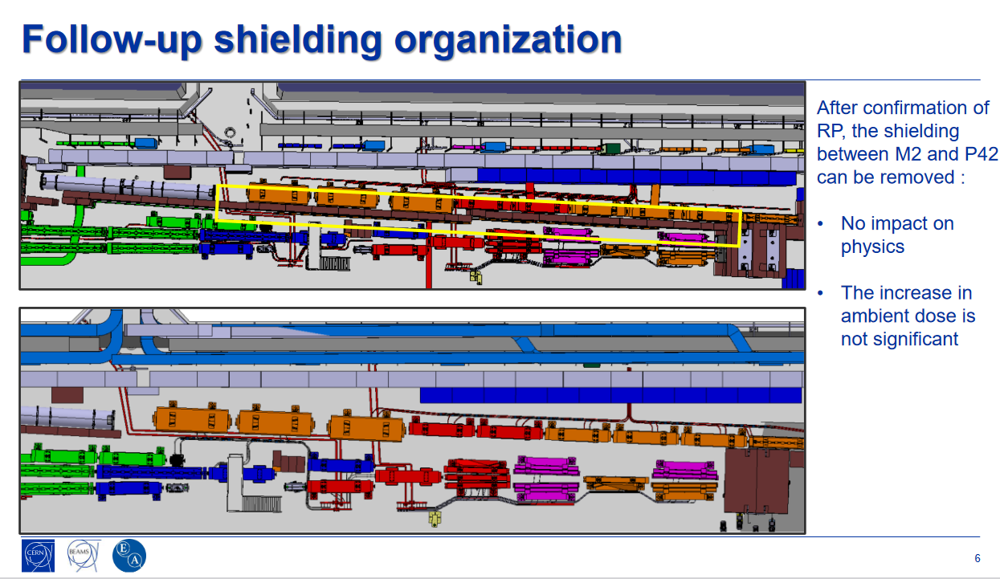 Follow-up shielding organization
After confirmation of
RP, the shielding
between M2 and P42
can be removed :
• No impact on
physics
• The increase in
ambient dose is
not significant
CERN
BEAMS
E
A
6